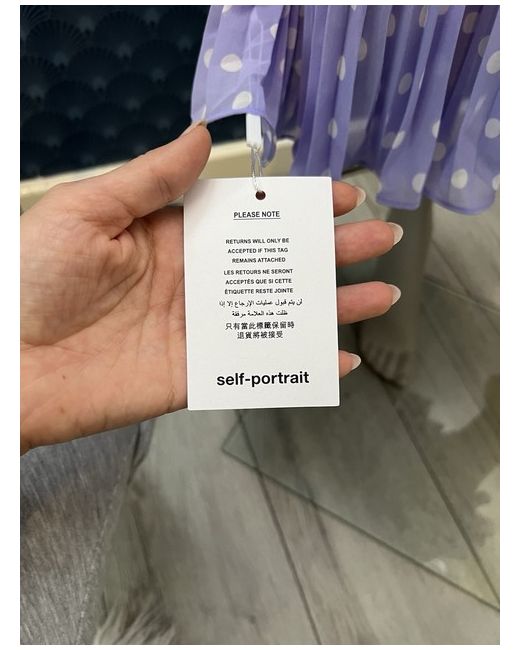 PLEASE NOTE
RETURNS WILL ONLY BE
ACCEPTED IF THIS TAG
REMAINS ATTACHED
LES RETOURS NE SERONT
ACCEPTÉS QUE SI CETTE
ÉTIQUETTE RESTE JOINTE
لن يتم قبول عمليات الإرجاع إلا إذا
ظلت هذه العلامة مرفقة
只有當此標籤保留時
退貨將被接受
self-portrait